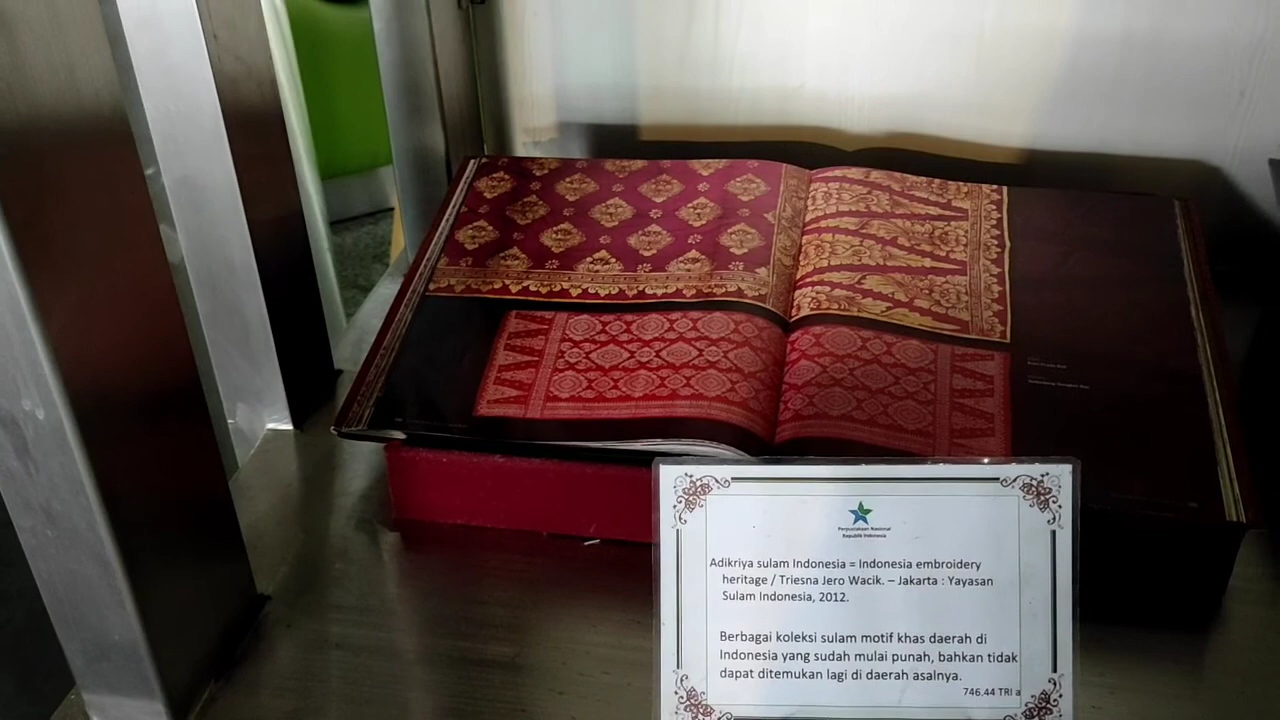 Perpustakaan Nasional
Republik Indonesia
Adikriya sulam Indonesia = Indonesia embroidery
heritage / Triesna Jero Wacik. – Jakarta : Yayasan
Sulam Indonesia, 2012.
Berbagai koleksi sulam motif khas daerah di
Indonesia yang sudah mulai punah, bahkan tidak
dapat ditemukan lagi di daerah asalnya.
746.44 TRI a